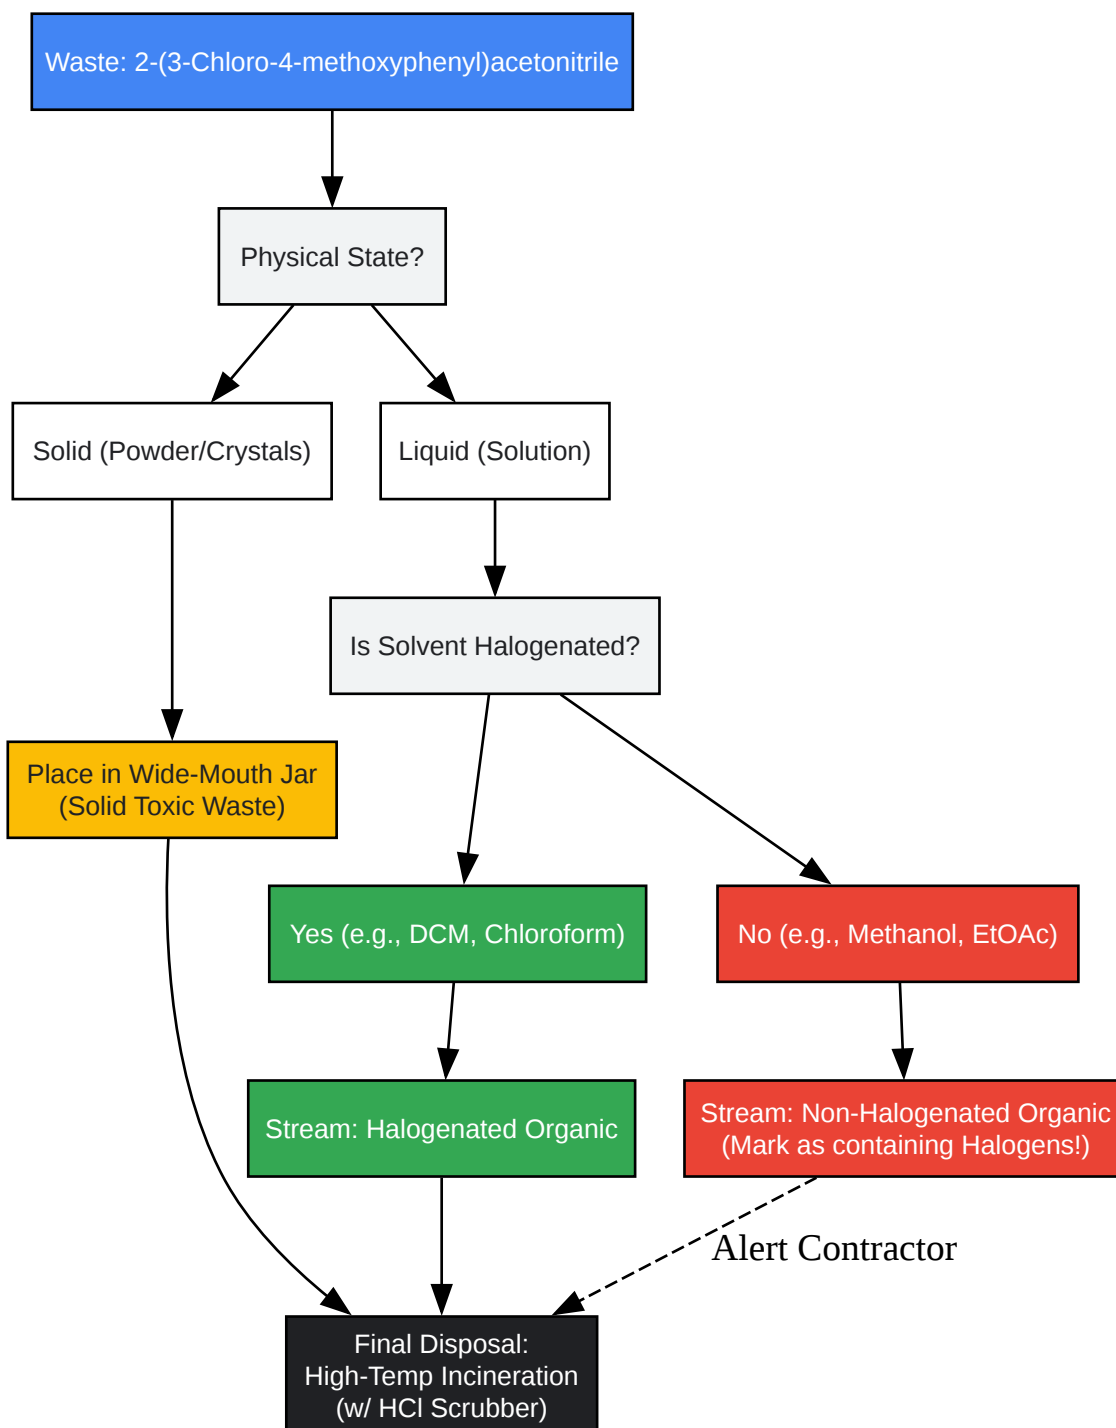 Waste: 2-(3-Chloro-4-methoxyphenyl)acetonitrile
Physical State?
Solid (Powder/Crystals)
Liquid (Solution)
Is Solvent Halogenated?
Place in Wide-Mouth Jar
(Solid Toxic Waste)
Yes (e.g., DCM, Chloroform)
No (e.g., Methanol, EtOAc)
Stream: Halogenated Organic
Stream: Non-Halogenated Organic
(Mark as containing Halogens!)
Alert Contractor
Final Disposal:
High-Temp Incineration
(w/ HCl Scrubber)